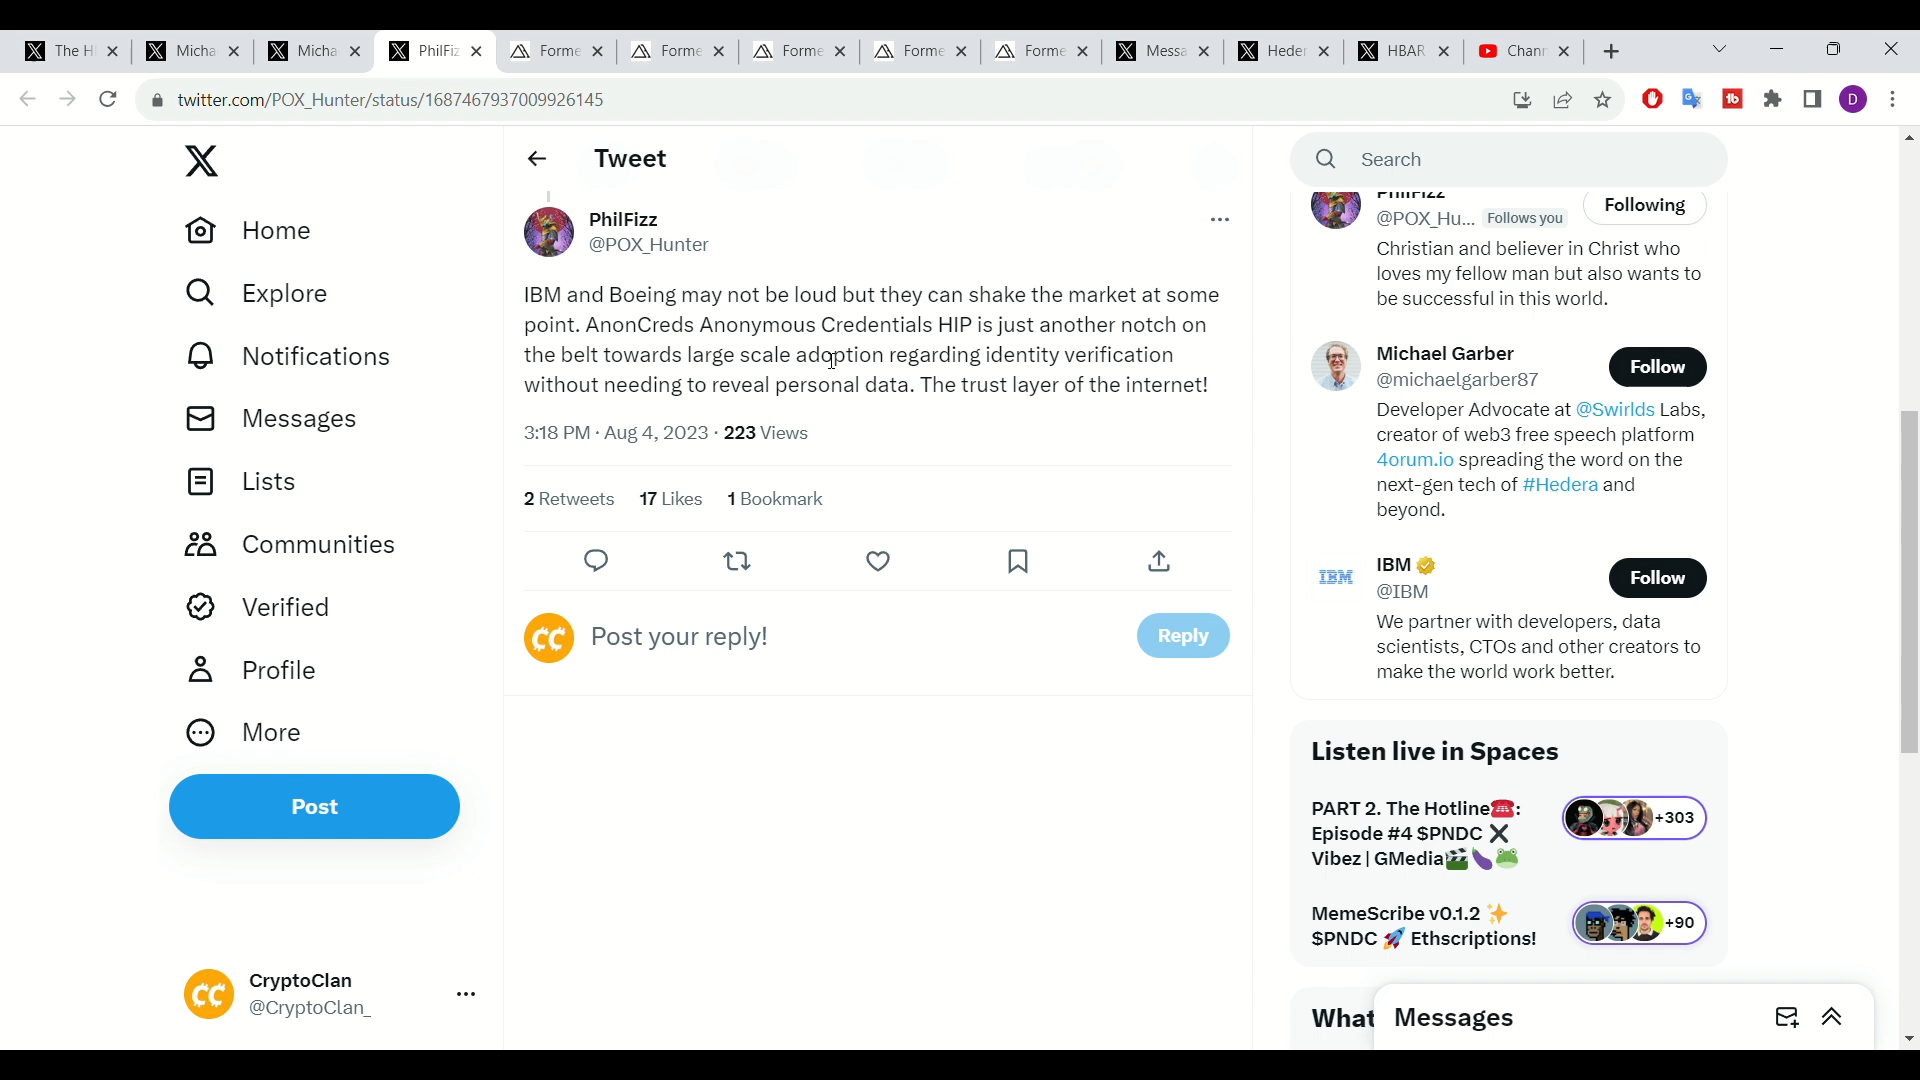 The H
Micha
Micha
PhilFiz
Forme
Forme
Forme
Forme
Forme
Messa
Heder
HBAR
Chan
twitter.com/POX_Hunter/status/1687467937009926145
tb
D
Home
Explore
Notifications
Messages
Lists
Communities
Verified
Profile
More
Post
CryptoClan
@CryptoClan_
Tweet
PhilFizz
@POX_Hunter
IBM and Boeing may not be loud but they can shake the market at some
point. AnonCreds Anonymous Credentials HIP is just another notch on
the belt towards large scale adoption regarding identity verification
without needing to reveal personal data. The trust layer of the internet!
3:18 PM · Aug 4, 2023 · 223 Views
2 Retweets 17 Likes 1 Bookmark
Post your reply!
Reply
Search
PhilFizz
@POX_Hu... Follows you
Following
Christian and believer in Christ who
loves my fellow man but also wants to
be successful in this world.
Michael Garber
@michaelgarber87
Follow
Developer Advocate at @Swirlds Labs,
creator of web3 free speech platform
4orum.io spreading the word on the
next-gen tech of #Hedera and
beyond.
IBM
IBM
@IBM
Follow
We partner with developers, data
scientists, CTOs and other creators to
make the world work better.
Listen live in Spaces
PART 2. The Hotline☎️:
Episode #4 $PNDC ❌
Vibez | GMedia🎬🍆🐸
+303
MemeScribe v0.1.2 ✨
$PNDC 🚀 Ethscriptions!
+90
What
Messages